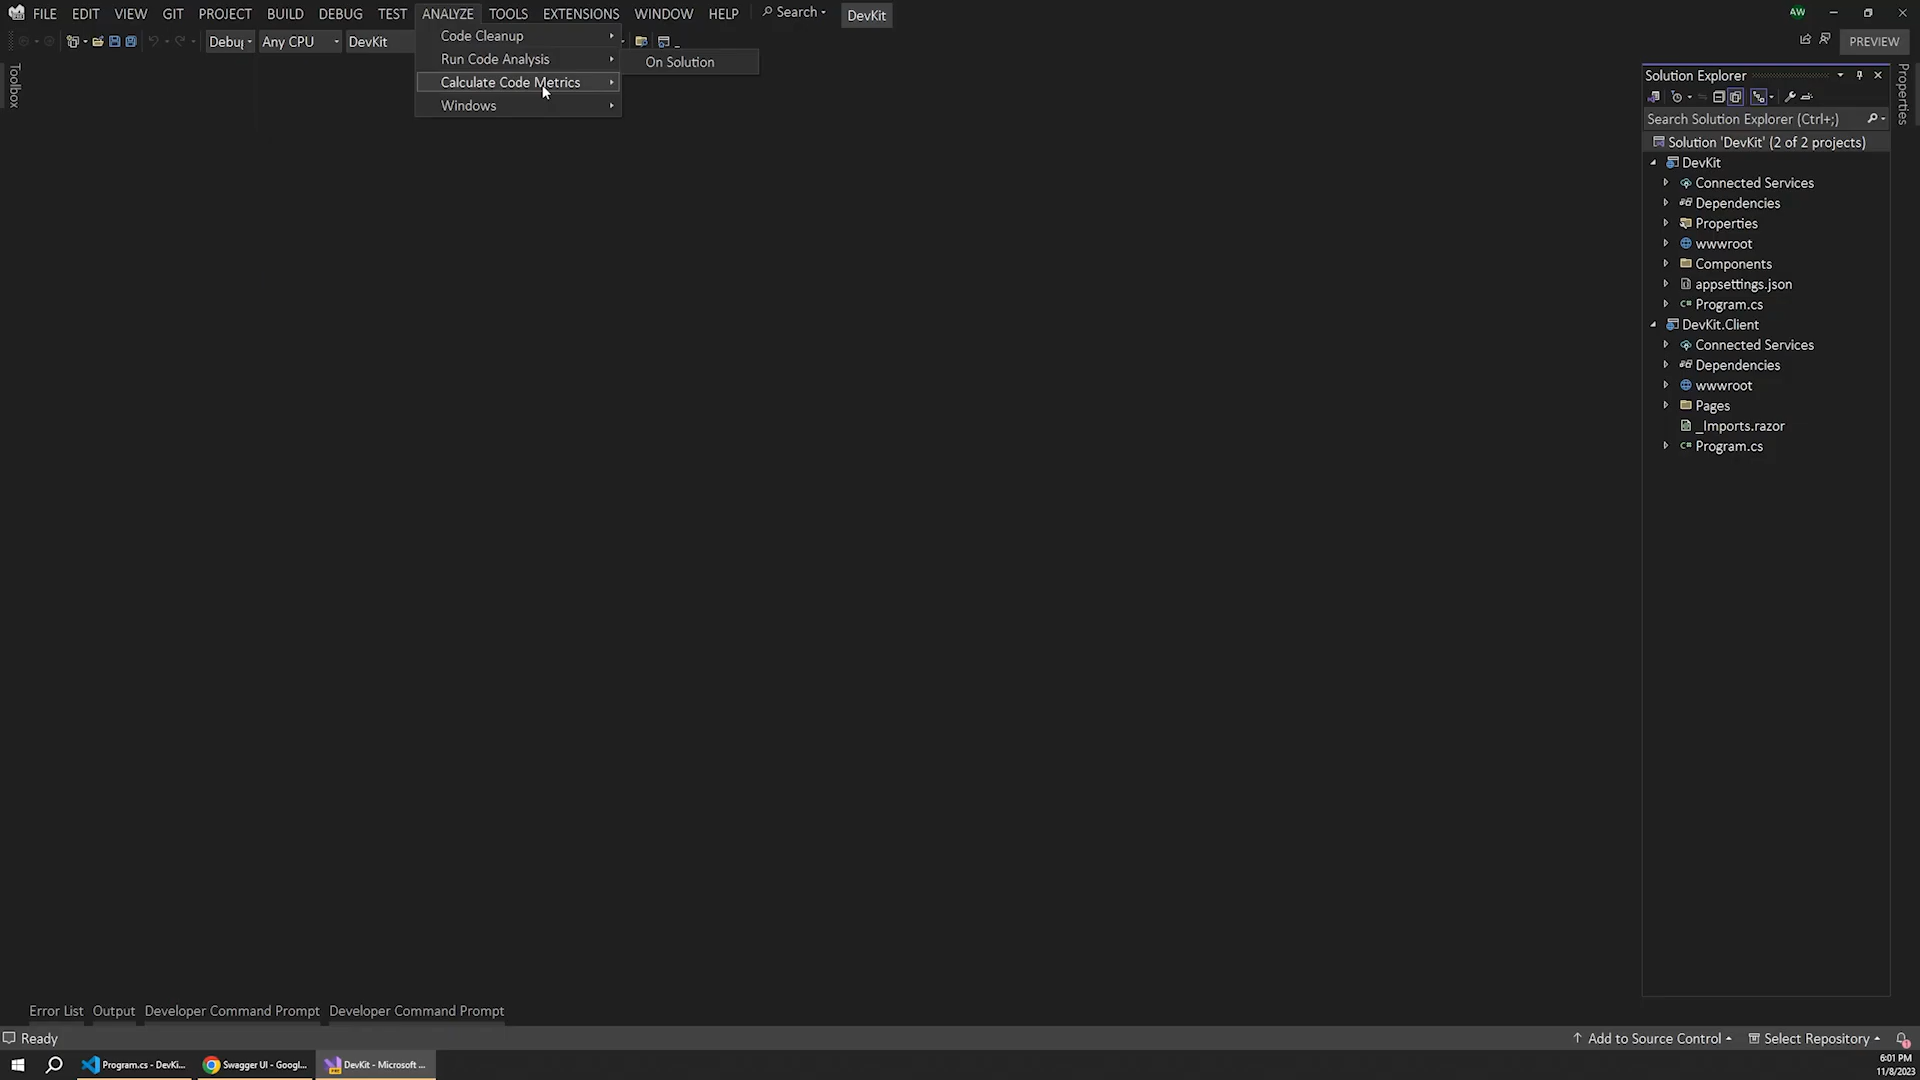 FILE EDIT VIEW GIT PROJECT BUILD DEBUG TEST ANALYZE TOOLS EXTENSIONS WINDOW HELP Search DevKit AW
Debug Any CPU DevKit PREVIEW
Code Cleanup
Run Code Analysis
On Solution
Calculate Code Metrics
Windows
Toolbox
Properties
Solution Explorer
Search Solution Explorer (Ctrl+;)
Solution 'DevKit' (2 of 2 projects)
DevKit
Connected Services
Dependencies
Properties
wwwroot
Components
appsettings.json
C# Program.cs
DevKit.Client
Connected Services
Dependencies
wwwroot
Pages
_Imports.razor
C# Program.cs
Error List Output Developer Command Prompt Developer Command Prompt
Ready Add to Source Control Select Repository
Program.cs - DevKi... Swagger UI - Googl... DevKit - Microsoft ... 6:01 PM
11/8/2023